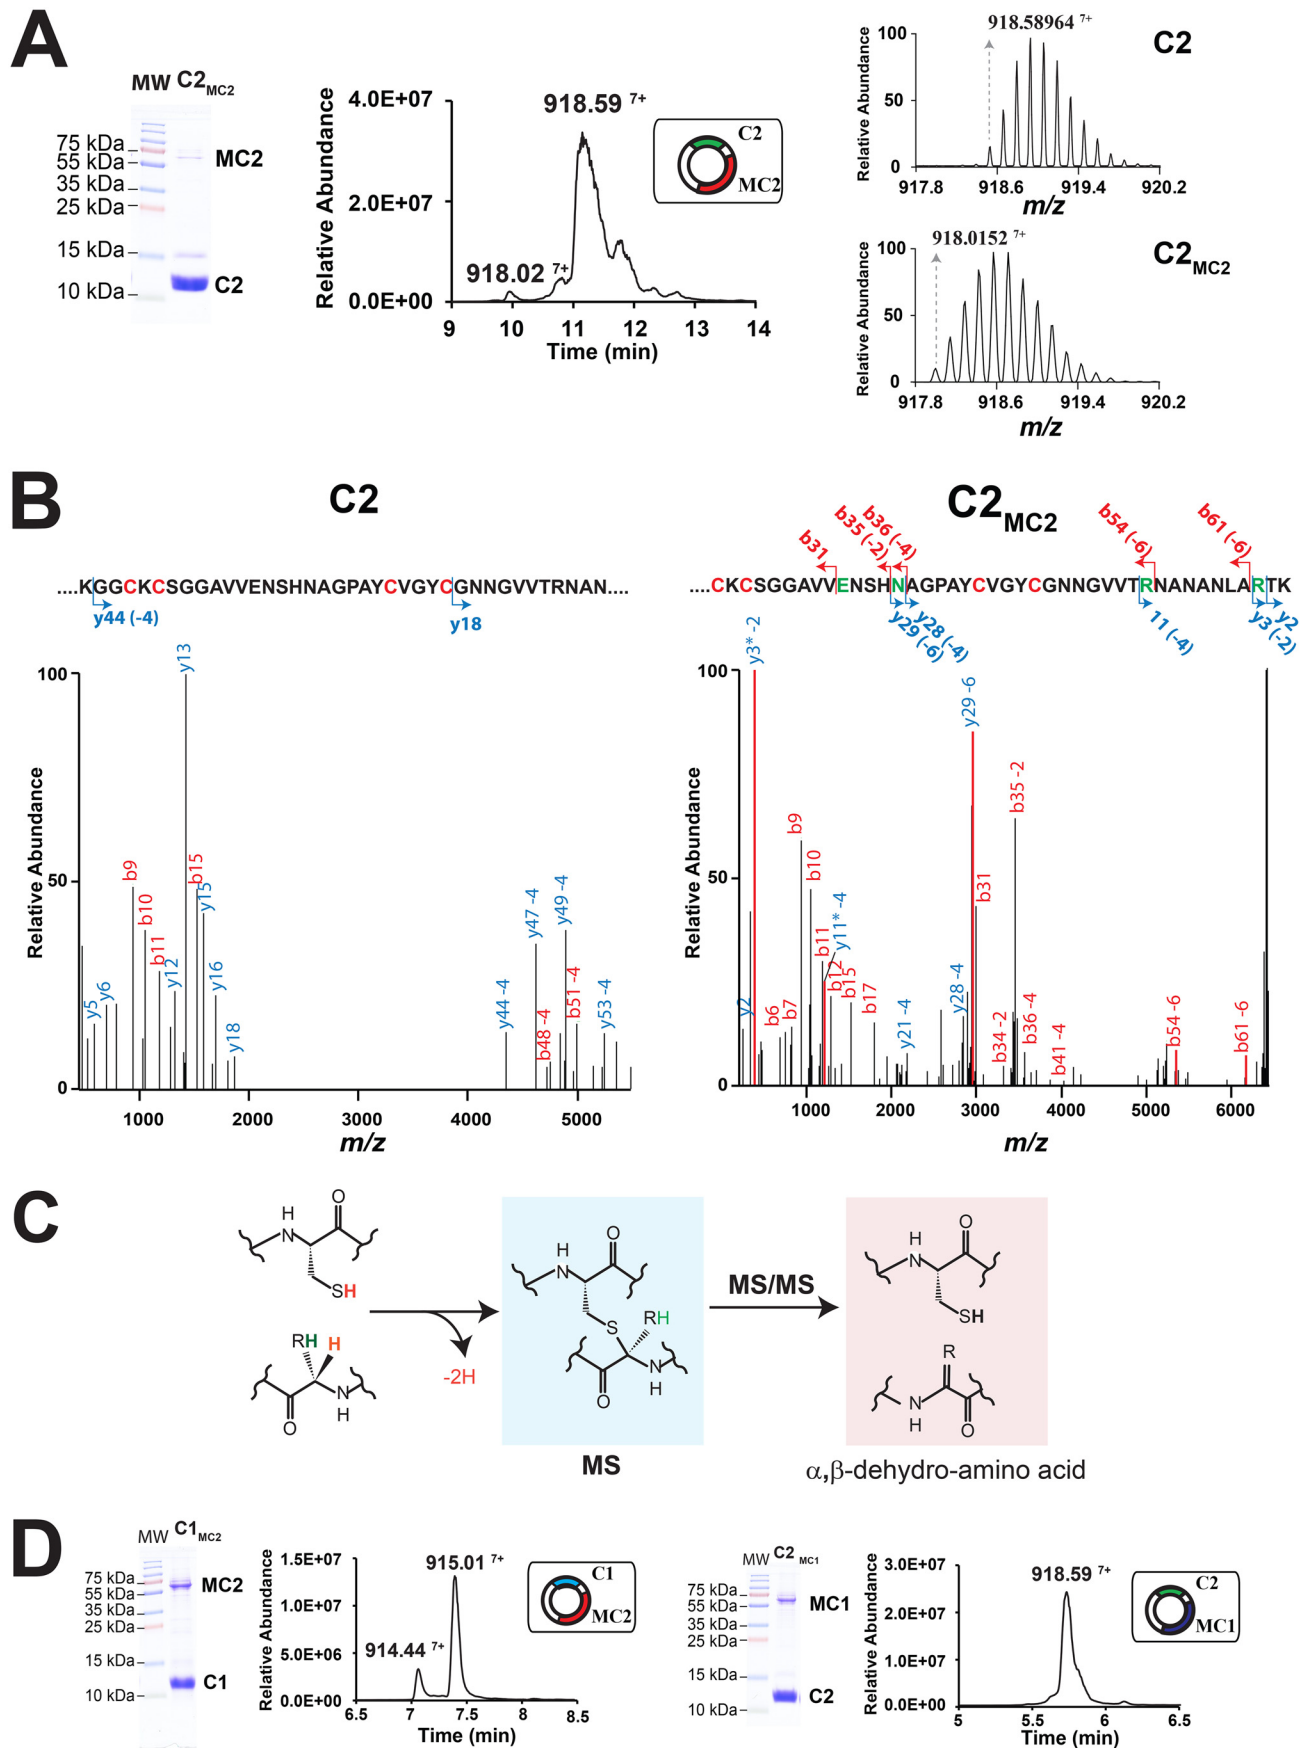 A
MW C2MC2
75 kDa
55 kDa
35 kDa
25 kDa
15 kDa
10 kDa
MC2
C2
Relative Abundance
4.0E+07
2.0E+07
0.0E+00
918.59 7+
918.02 7+
9 10 11 12 13 14
Time (min)
C2
MC2
Relative Abundance
100
50
0
918.58964 7+
C2
917.8 918.6 919.4 920.2
m/z
Relative Abundance
100
50
0
918.0152 7+
C2MC2
917.8 918.6 919.4 920.2
m/z
B
C2
....KGGCKCSGGAVVENSHNAGPAYCVGYCGNNGVVTRNAN....
y44 (-4)
y18
Relative Abundance
100
50
0
y5
y6
b9
b10
b11
y12
y13
b15
y15
y16
y18
y44 -4
y47 -4
b48 -4
y49 -4
b51 -4
y53 -4
1000 2000 3000 4000 5000
m/z
C2MC2
b31
b35 (-2)
b36 (-4)
b54 (-6)
b61 (-6)
....CKCSGGAVVENSHNAGPAYCVGYCGNNGVVTRNANANLARTK
y29 (-6)
y28 (-4)
11 (-4)
y3 (-2)
y2
Relative Abundance
100
50
0
y2
y3* -2
b6
b7
b9
b10
b11
y11* -4
b12
b15
b17
y21 -4
y28 -4
y29 -6
b31
b34 -2
b35 -2
b36 -4
b41 -4
b54 -6
b61 -6
1000 2000 3000 4000 5000 6000
m/z
C
H
N
O
SH
RH H
O
N
H
-2H
H
N
O
S
RH
O
N
H
MS
MS/MS
H
N
O
SH
R
N
H
O
α,β-dehydro-amino acid
D
MW C1MC2
75 kDa
55 kDa
35 kDa
25 kDa
15 kDa
10 kDa
MC2
C1
Relative Abundance
1.5E+07
1.0E+07
5.0E+06
0.0E+00
915.01 7+
914.44 7+
6.5 7 7.5 8 8.5
Time (min)
C1
MC2
MW C2MC1
75 kDa
55 kDa
35 kDa
25 kDa
15 kDa
10 kDa
MC1
C2
Relative Abundance
3.0E+07
2.0E+07
1.0E+07
0.0E+00
918.59 7+
5 5.5 6 6.5
Time (min)
C2
MC1